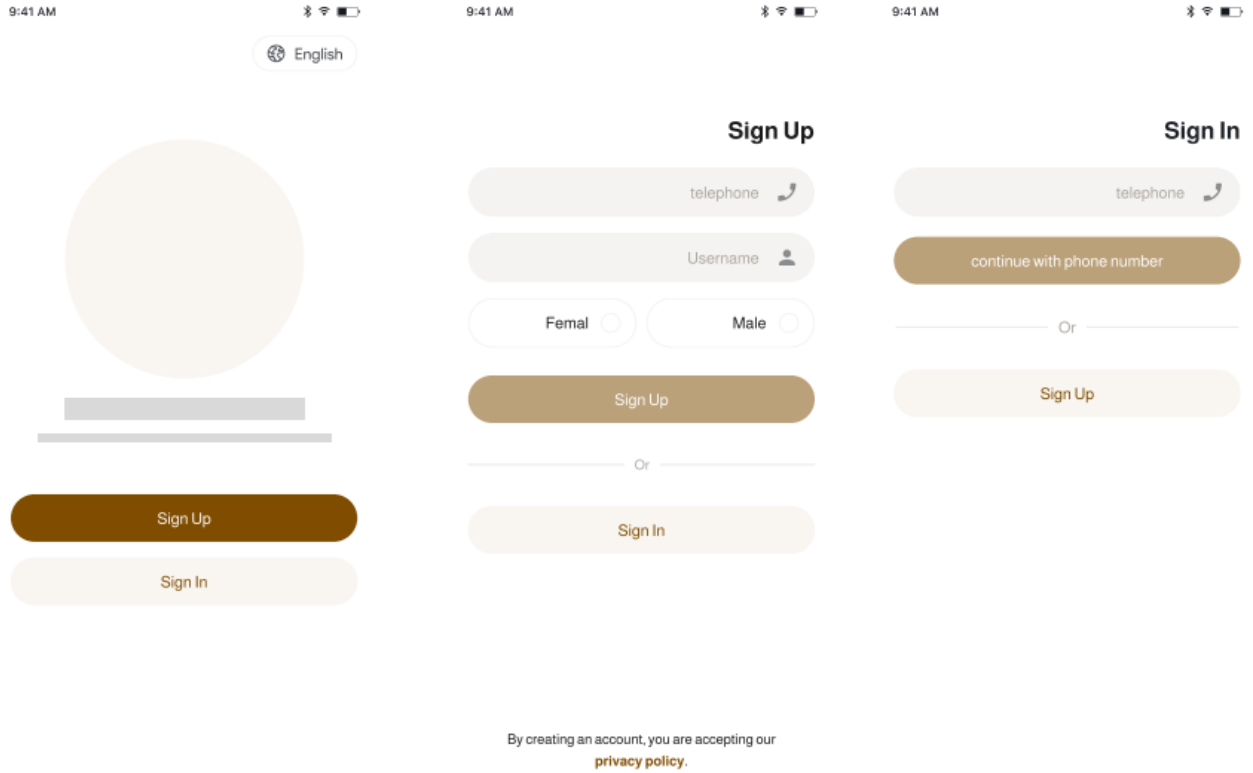 9:41 AM
English
Sign Up
Sign In
9:41 AM
Sign Up
telephone
Username
Femal
Male
Sign Up
Or
Sign In
By creating an account, you are accepting our
privacy policy.
9:41 AM
Sign In
telephone
continue with phone number
Or
Sign Up